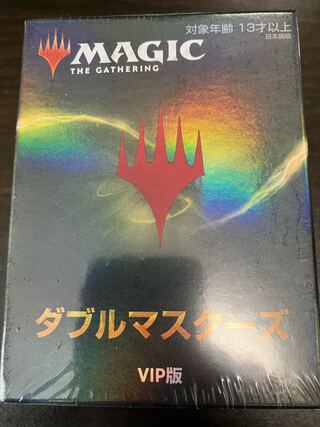 MAGIC
THE GATHERING
対象年齢 13才以上
日本語版
ダブルマスターズ
VIP版